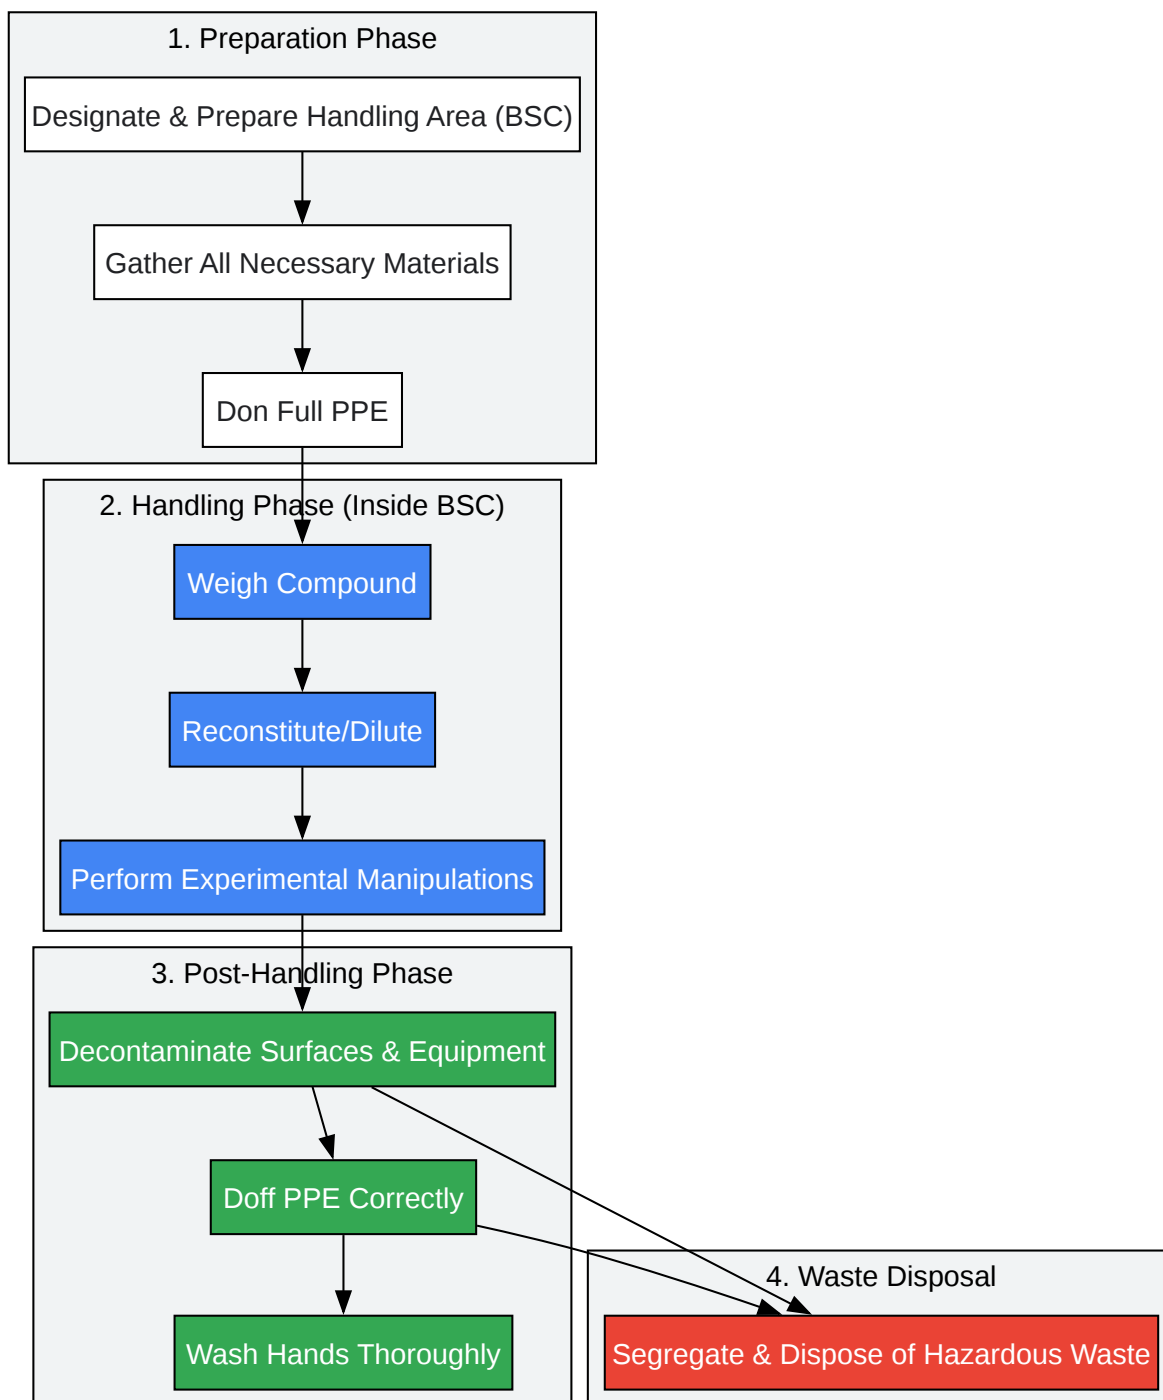 1. Preparation Phase
Designate & Prepare Handling Area (BSC)
Gather All Necessary Materials
Don Full PPE
2. Handling Phase (Inside BSC)
Weigh Compound
Reconstitute/Dilute
Perform Experimental Manipulations
3. Post-Handling Phase
Decontaminate Surfaces & Equipment
Doff PPE Correctly
Wash Hands Thoroughly
4. Waste Disposal
Segregate & Dispose of Hazardous Waste